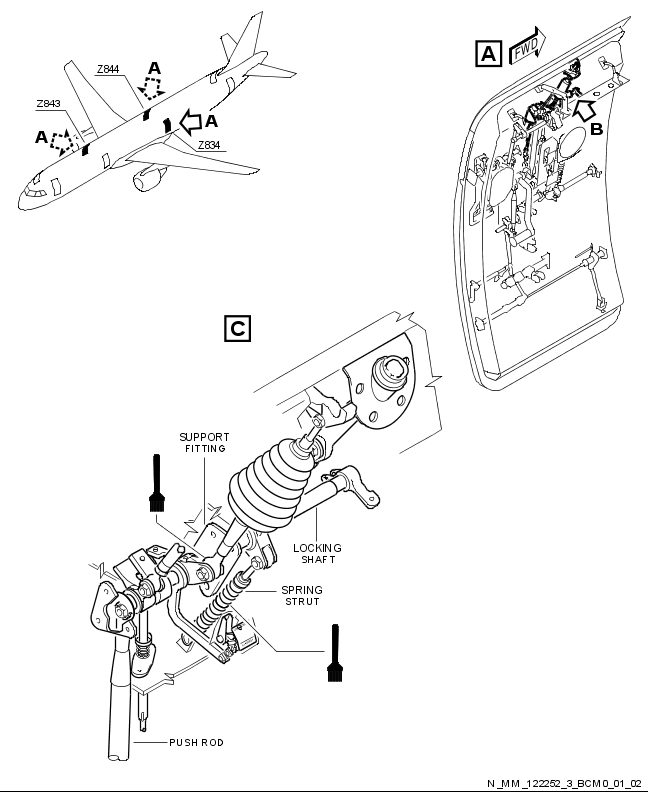 Z844
A
Z843
A
A
Z834
A
FWD
B
C
SUPPORT
FITTING
LOCKING
SHAFT
SPRING
STRUT
PUSH ROD
N_MM_122252_3_BCM0_01_02